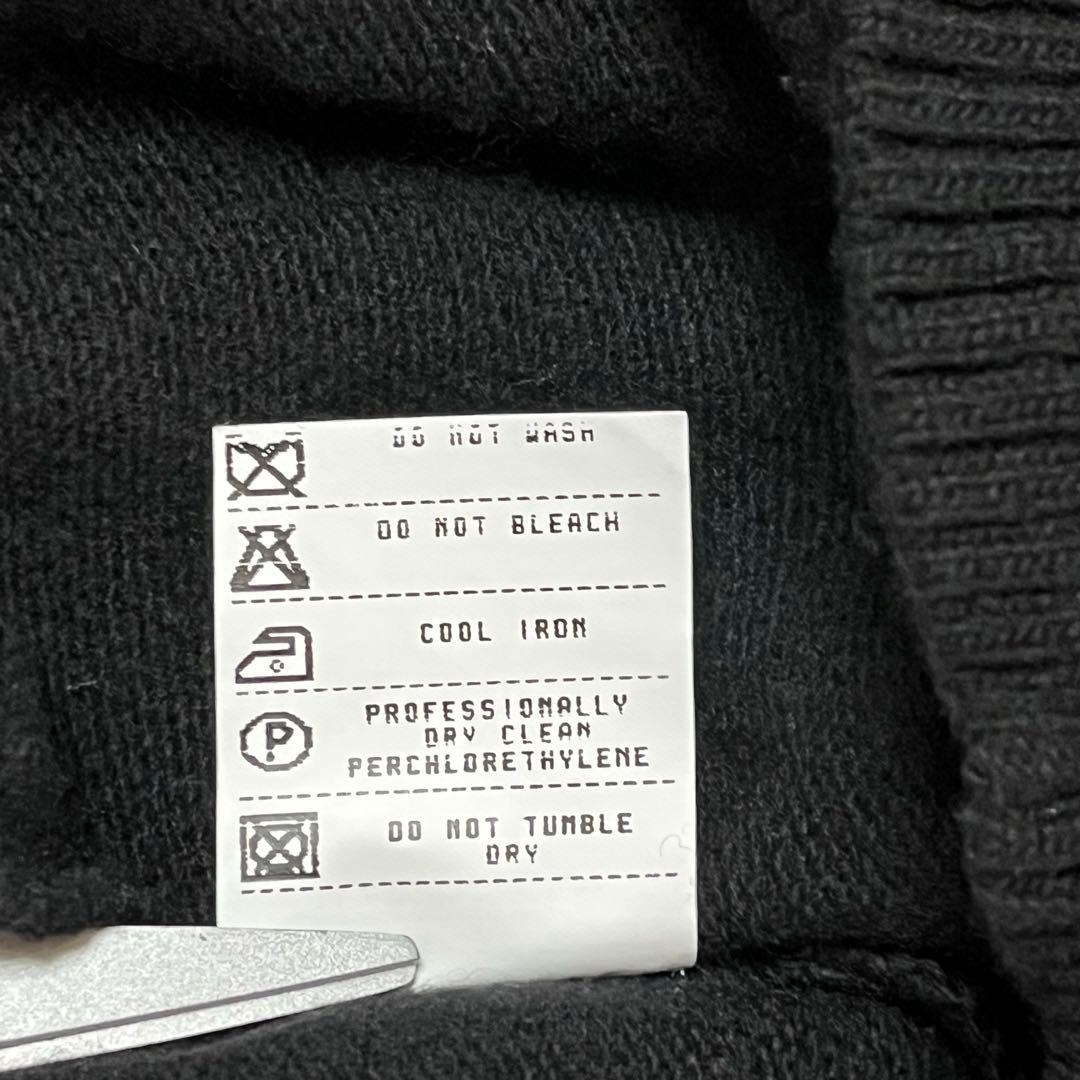 DO NOT WASH
DO NOT BLEACH
COOL IRON
P
PROFESSIONALLY
DRY CLEAN
PERCHLORETHYLENE
DO NOT TUMBLE
DRY